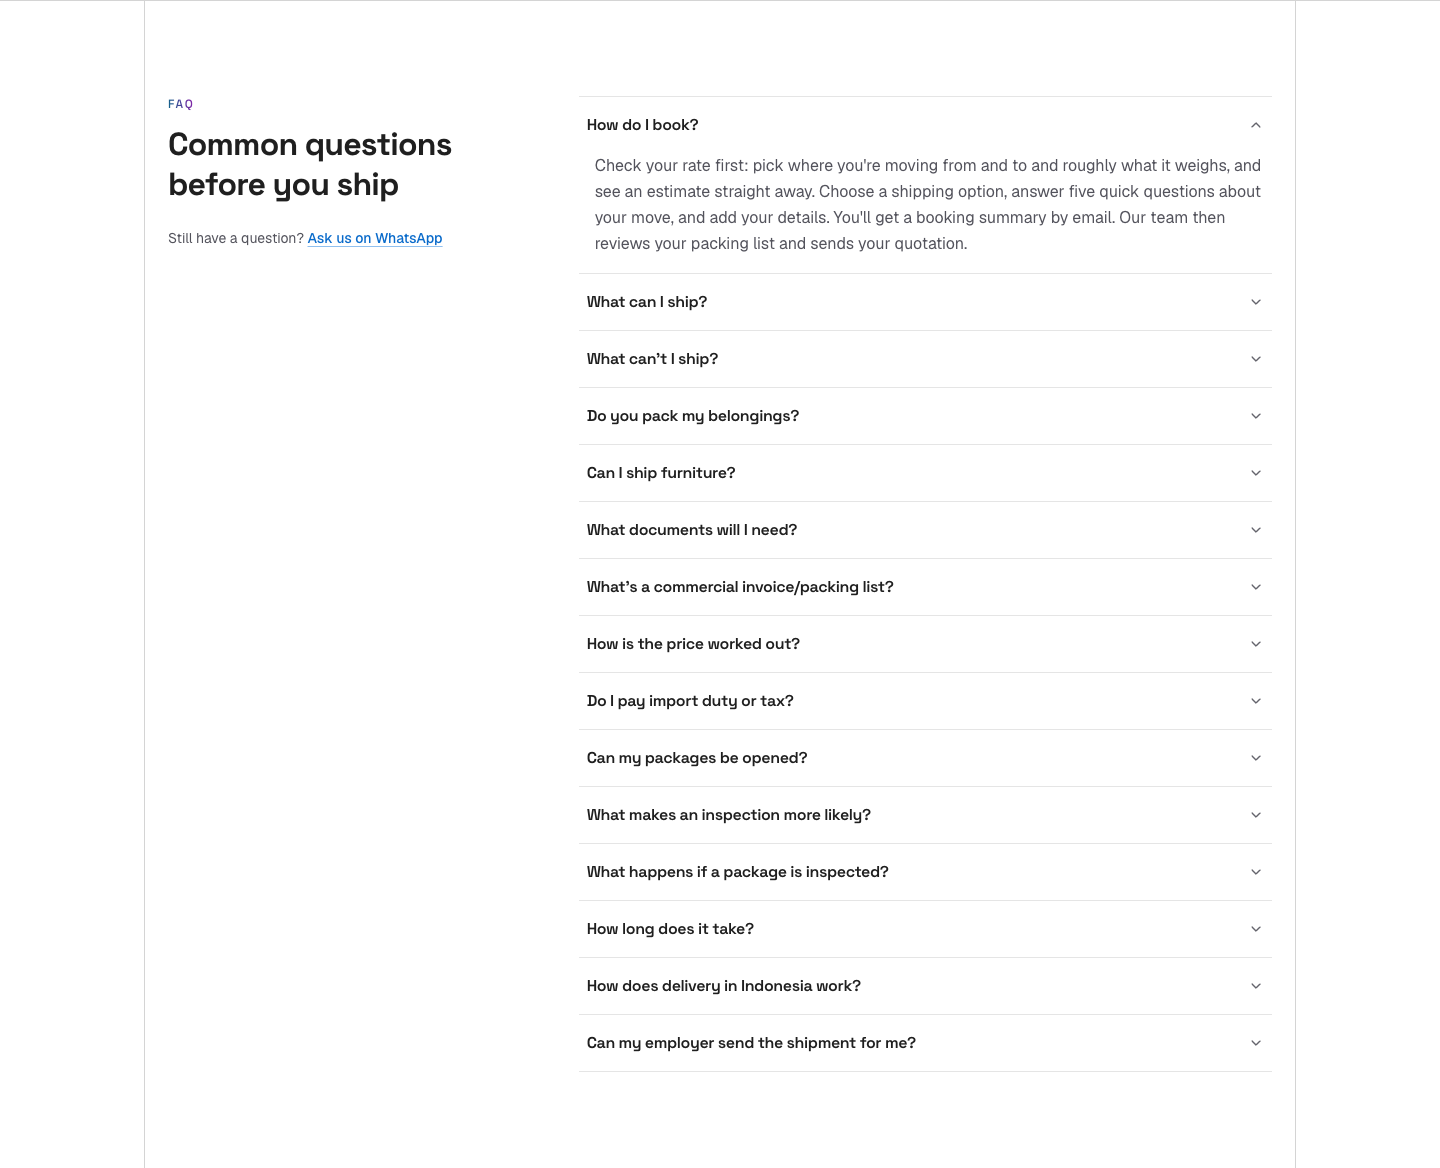 FAQ
Common questions
before you ship
Still have a question? Ask us on WhatsApp
How do I book?
Check your rate first: pick where you're moving from and to and roughly what it weighs, and
see an estimate straight away. Choose a shipping option, answer five quick questions about
your move, and add your details. You'll get a booking summary by email. Our team then
reviews your packing list and sends your quotation.
What can I ship?
What can’t I ship?
Do you pack my belongings?
Can I ship furniture?
What documents will I need?
What’s a commercial invoice/packing list?
How is the price worked out?
Do I pay import duty or tax?
Can my packages be opened?
What makes an inspection more likely?
What happens if a package is inspected?
How long does it take?
How does delivery in Indonesia work?
Can my employer send the shipment for me?